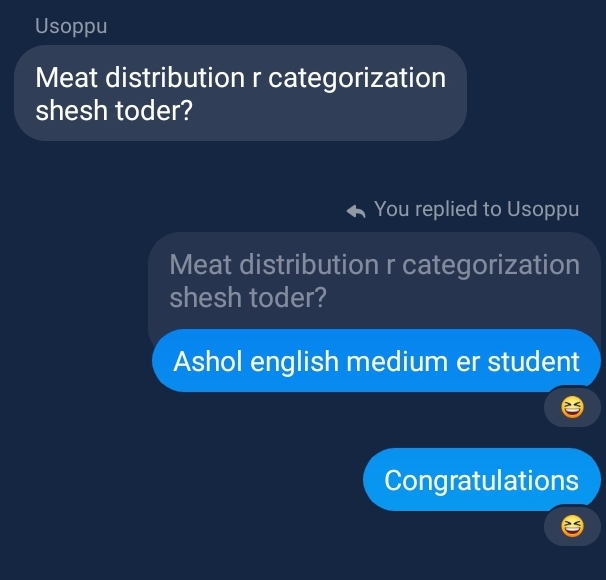 Usoppu
Meat distribution r categorization
shesh toder?
You replied to Usoppu
Meat distribution r categorization
shesh toder?
Ashol english medium er student
Congratulations